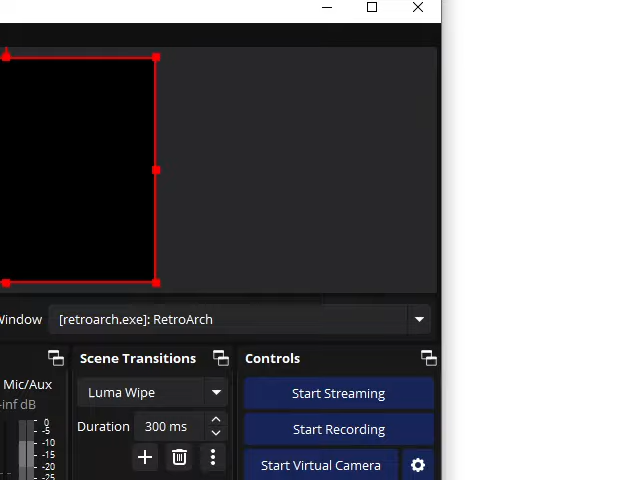 Window [retroarch.exe]: RetroArch
Scene Transitions Controls
Mic/Aux
-inf dB
Luma Wipe
Duration 300 ms
0
-5
-10
-15
-20
-25
Start Streaming
Start Recording
Start Virtual Camera